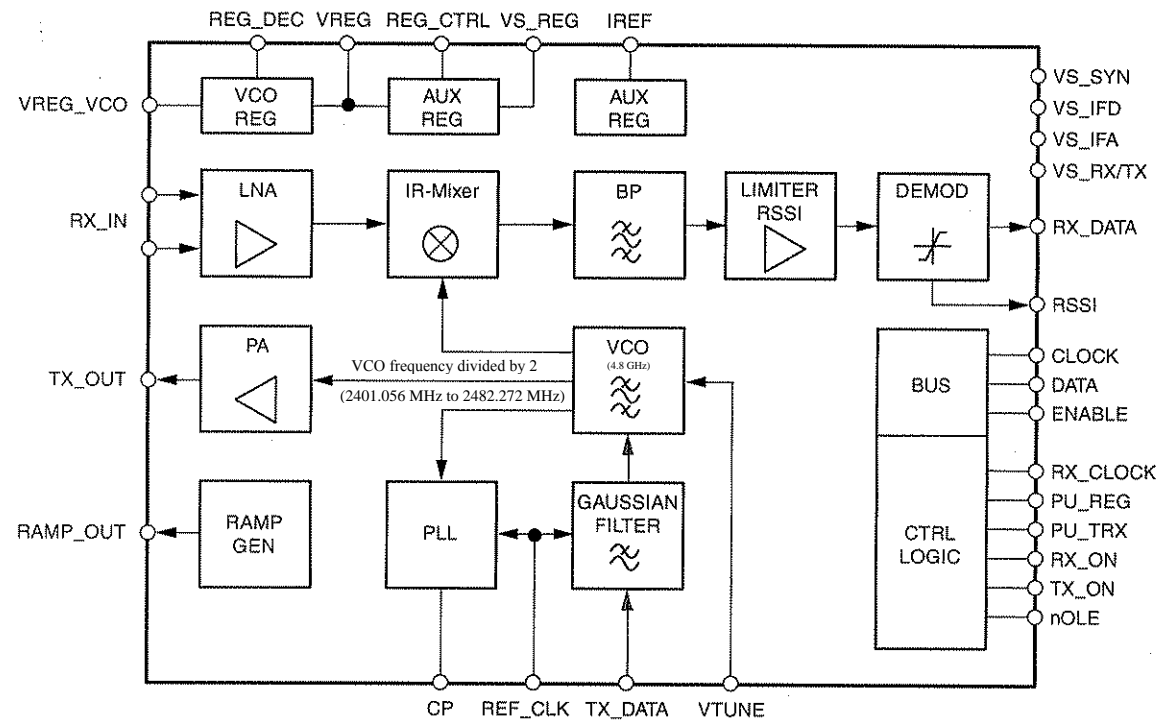 REG_DEC VREG REG_CTRL VS_REG IREF
VREG_VCO
VCO
REG
AUX
REG
AUX
REG
VS_SYN
VS_IFD
VS_IFA
VS_RX/TX
RX_IN
LNA
IR-Mixer
BP
LIMITER
RSSI
DEMOD
RX_DATA
RSSI
TX_OUT
PA
VCO frequency divided by 2
(2401.056 MHz to 2482.272 MHz)
VCO
(4.8 GHz)
BUS
CLOCK
DATA
ENABLE
RAMP_OUT
RAMP
GEN
PLL
GAUSSIAN
FILTER
CTRL
LOGIC
RX_CLOCK
PU_REG
PU_TRX
RX_ON
TX_ON
nOLE
CP REF_CLK TX_DATA VTUNE